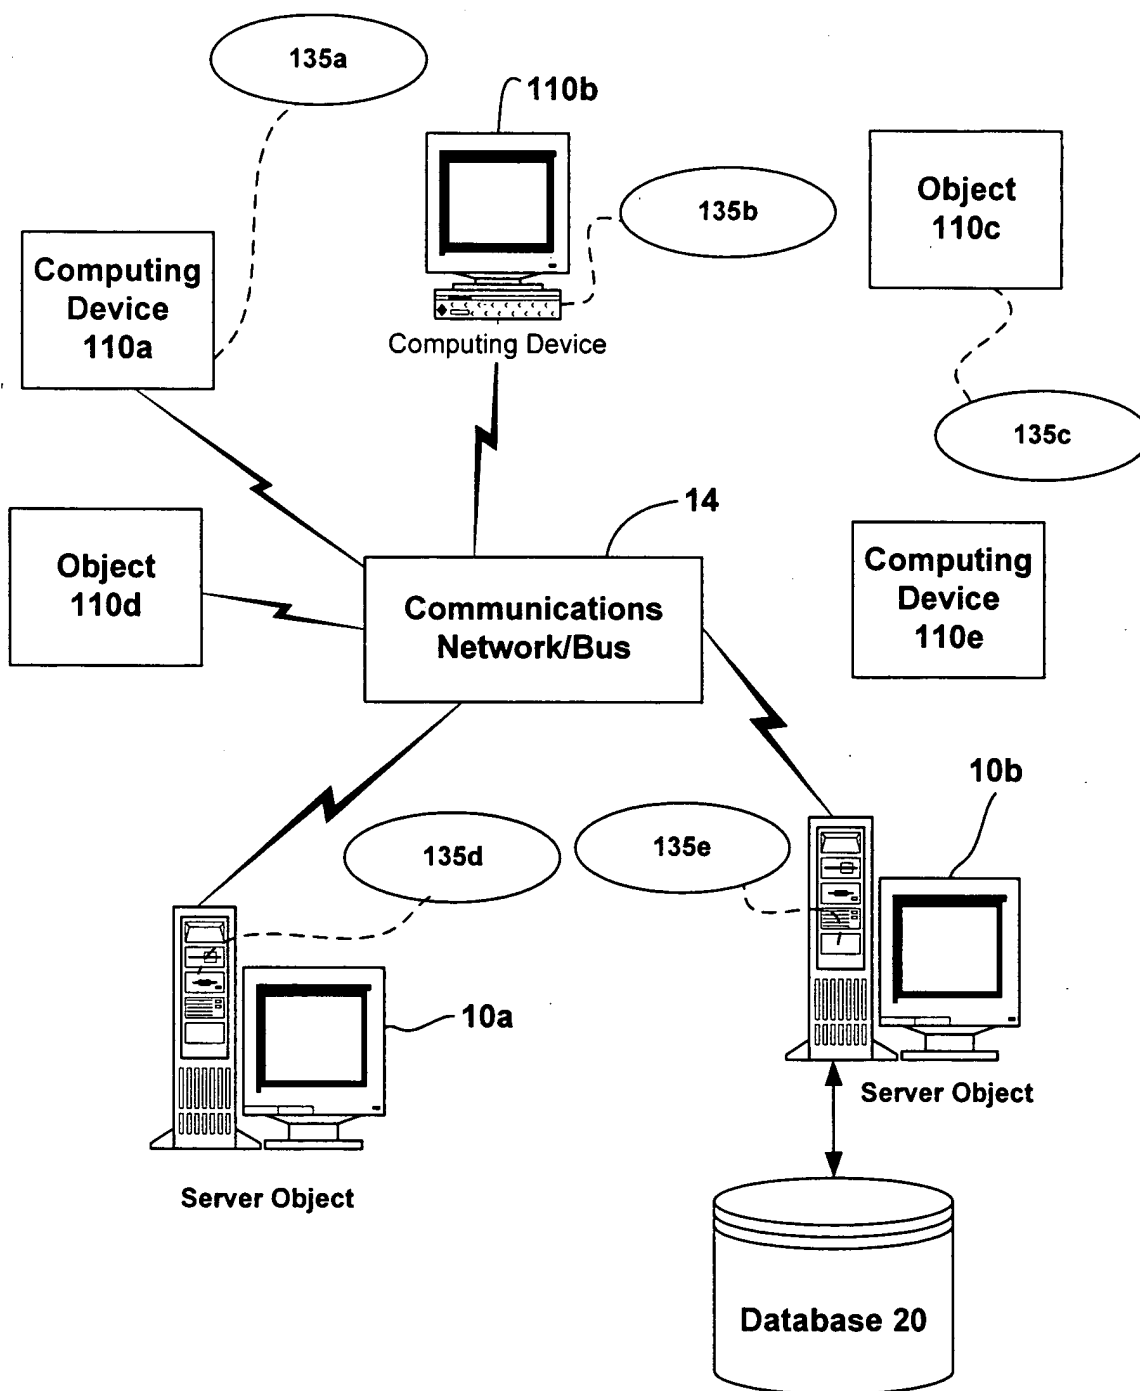 135a
110b
135b
Object
110c
Computing
Device
110a
Computing Device
135c
14
Object
110d
Communications
Network/Bus
Computing
Device
110e
10b
135d
135e
10a
Server Object
Server Object
Database 20